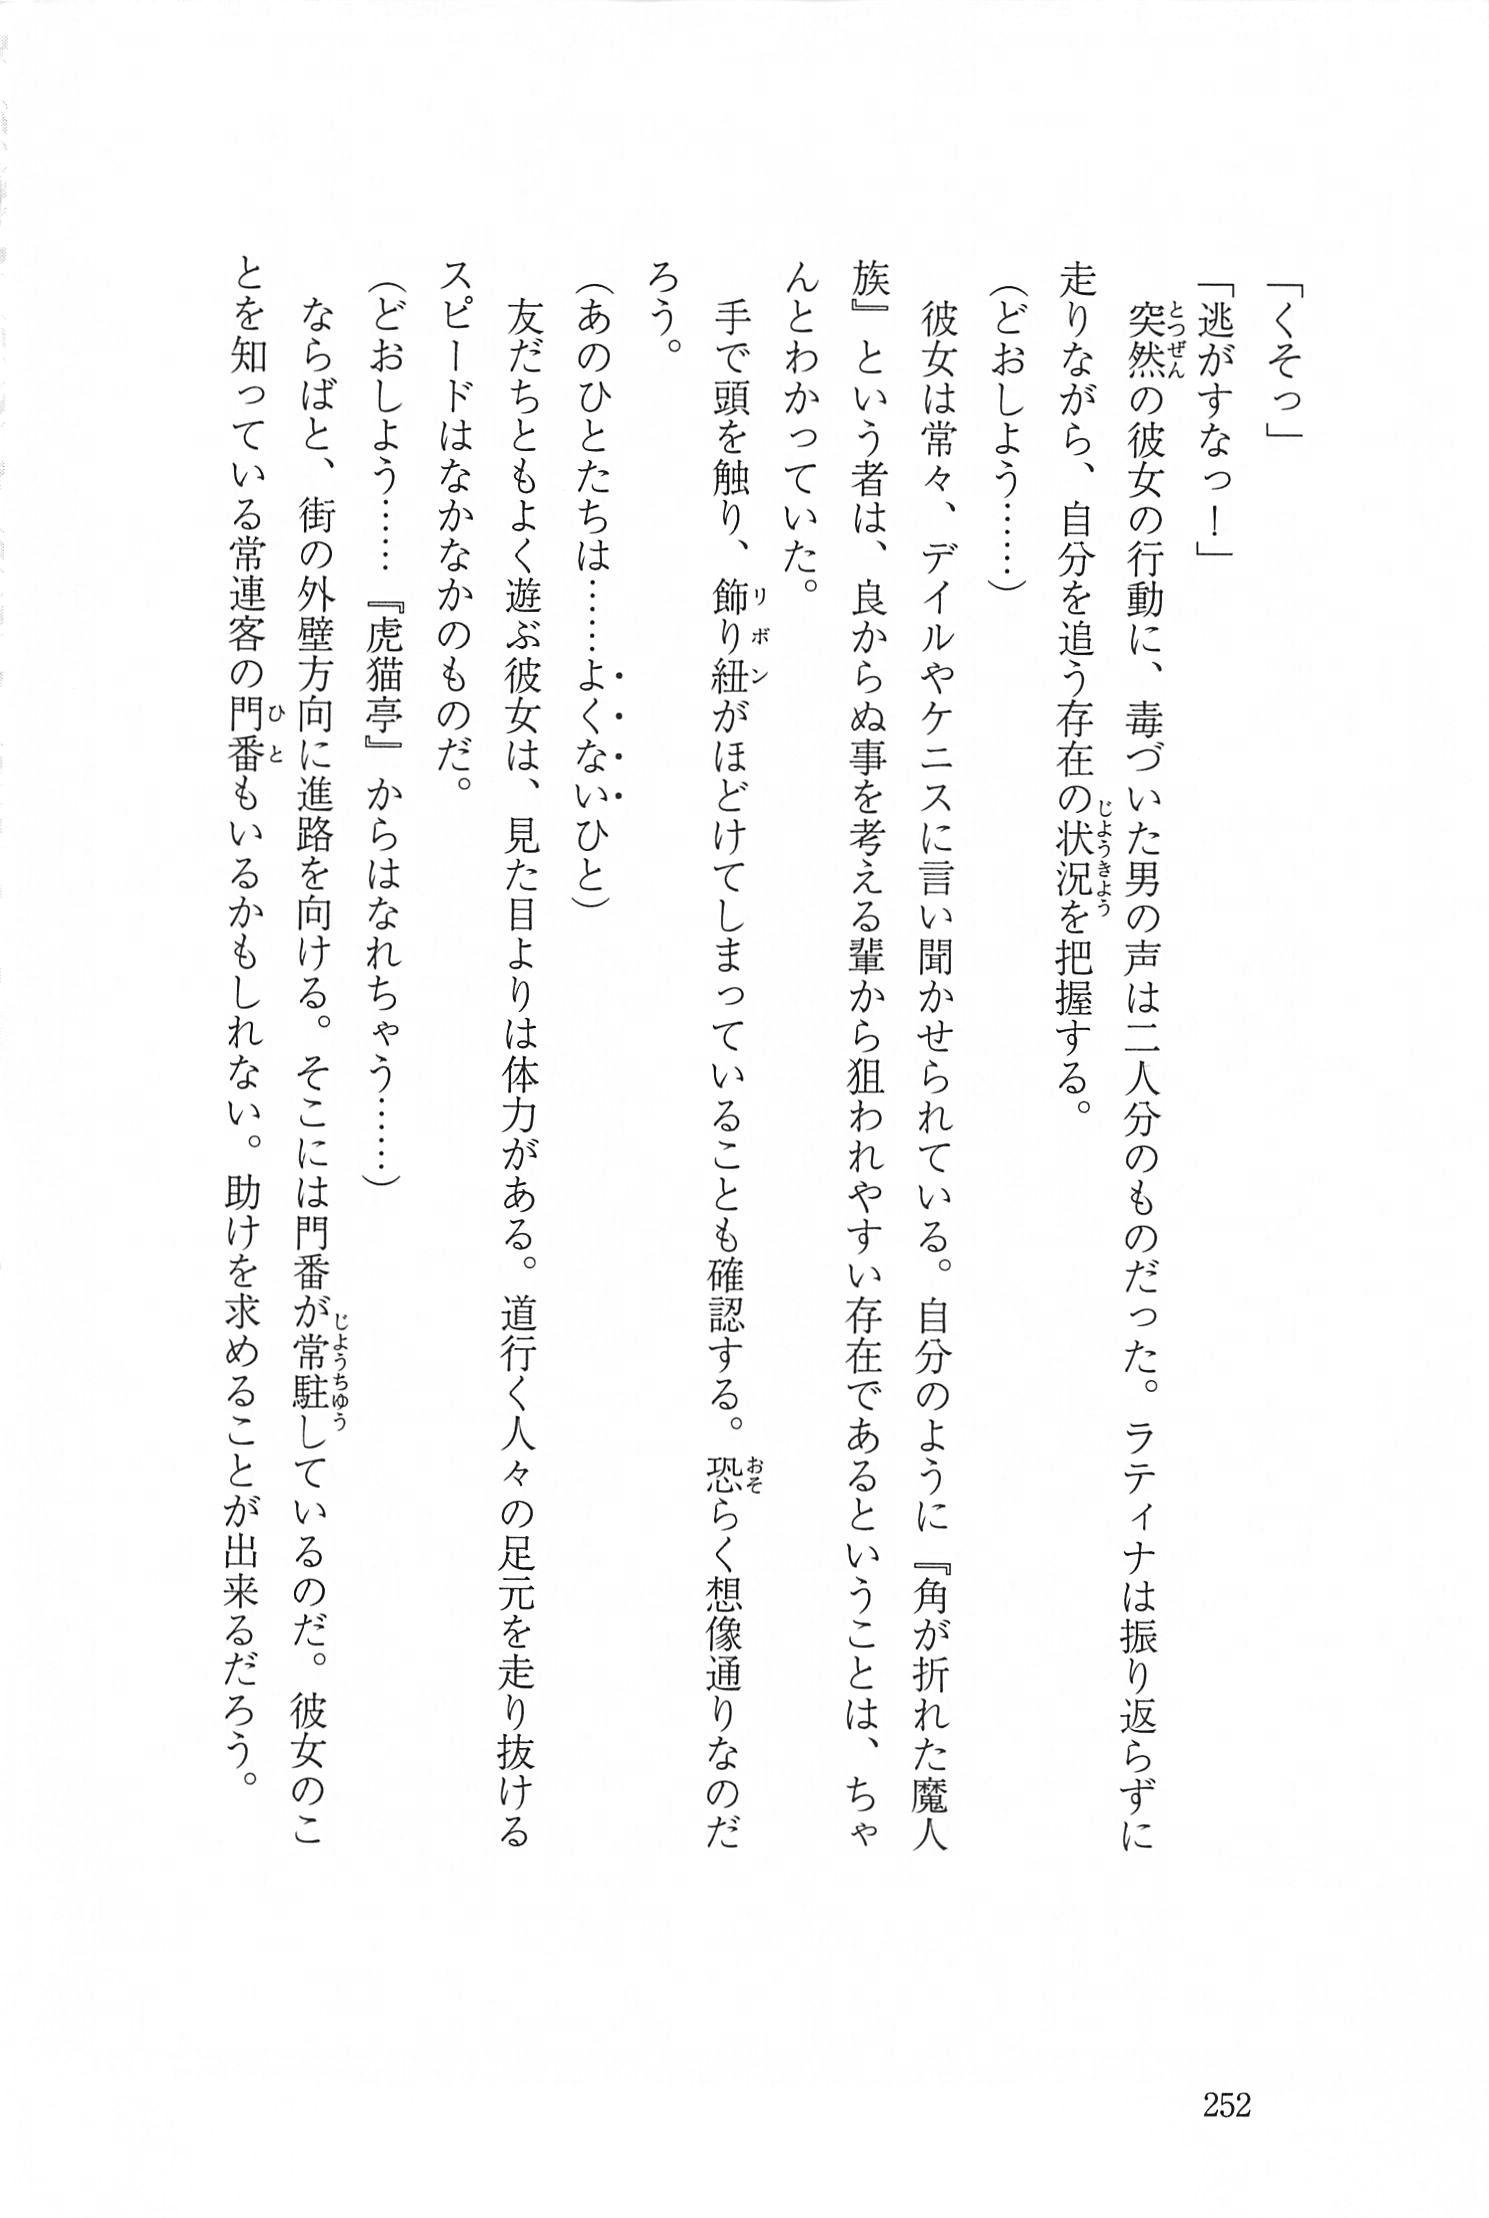 「くそっ」
「逃がすなっ！」
　突然の彼女の行動に、毒づいた男の声は二人分のものだった。ラティナは振り返らずに
走りながら、自分を追う存在の状況を把握する。
（どおしよう……）
　彼女は常々、デイルやケニスに言い聞かせられている。自分のように『角が折れた魔人
族』という者は、良からぬ事を考える輩から狙われやすい存在であるということは、ちゃ
んとわかっていた。
　手で頭を触り、飾り紐がほどけてしまっていることも確認する。恐らく想像通りなのだ
ろう。
（あのひとたちは……よくないひと）
　友だちともよく遊ぶ彼女は、見た目よりは体力がある。道行く人々の足元を走り抜ける
スピードはなかなかのものだ。
（どおしよう……『虎猫亭』からはなれちゃう……）
　ならばと、街の外壁方向に進路を向ける。そこには門番が常駐しているのだ。彼女のこ
とを知っている常連客の門番もいるかもしれない。助けを求めることが出来るだろう。
252